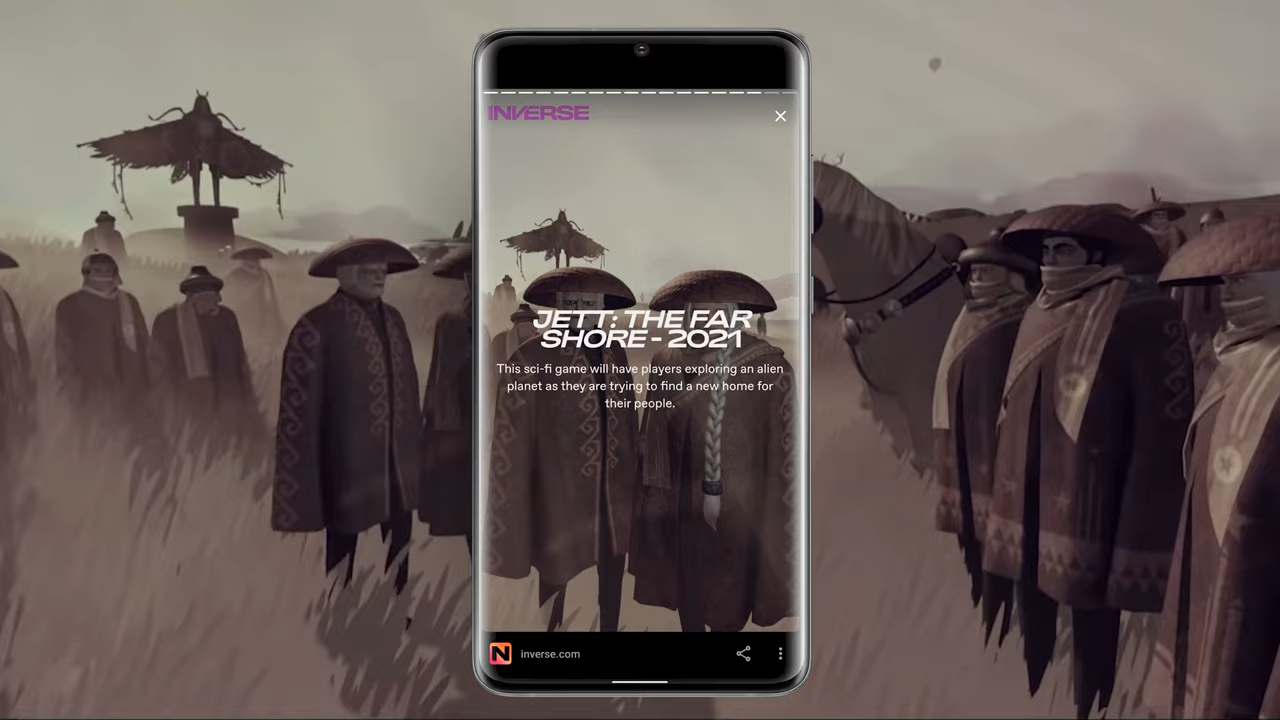 INVERSE
JETT: THE FAR
SHORE - 2021
This sci-fi game will have players exploring an alien
planet as they are trying to find a new home for
their people.
N inverse.com